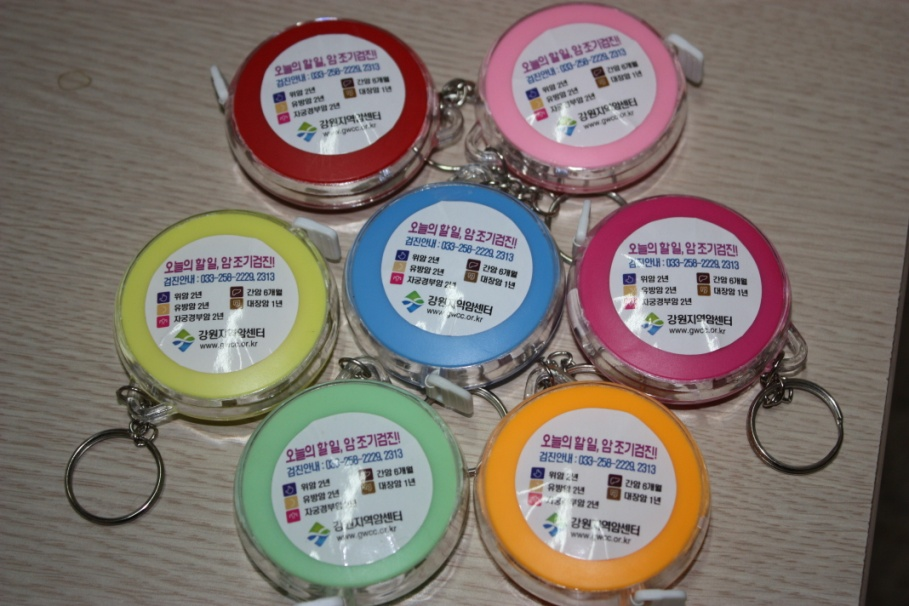 오늘의 할 일, 암 조기검진!!
검진안내 : 033-258-2229, 2313
위암 2년
간암 6개월
유방암 2년
대장암 1년
자궁경부암 2년
강원지역암센터
www.gwcc.or.kr
오늘의 할 일, 암 조기검진!!
검진안내 : 033-258-2229, 2313
위암 2년
간암 6개월
유방암 2년
대장암 1년
자궁경부암 2년
강원지역암센터
www.gwcc.or.kr
오늘의 할 일, 암 조기검진!!
검진안내 : 033-258-2229, 2313
위암 2년
간암 6개월
유방암 2년
대장암 1년
자궁경부암 2년
강원지역암센터
www.gwcc.or.kr
오늘의 할 일, 암 조기검진!!
검진안내 : 033-258-2229, 2313
위암 2년
간암 6개월
유방암 2년
대장암 1년
자궁경부암 2년
강원지역암센터
www.gwcc.or.kr
오늘의 할 일, 암 조기검진!!
검진안내 : 033-258-2229, 2313
위암 2년
간암 6개월
유방암 2년
대장암 1년
자궁경부암 2년
강원지역암센터
www.gwcc.or.kr
오늘의 할 일, 암 조기검진!!
검진안내 : 033-258-2229, 2313
위암 2년
간암 6개월
유방암 2년
대장암 1년
자궁경부암 2년
강원지역암센터
www.gwcc.or.kr
오늘의 할 일, 암 조기검진!!
검진안내 : 033-258-2229, 2313
위암 2년
간암 6개월
유방암 2년
대장암 1년
자궁경부암 2년
강원지역암센터
www.gwcc.or.kr